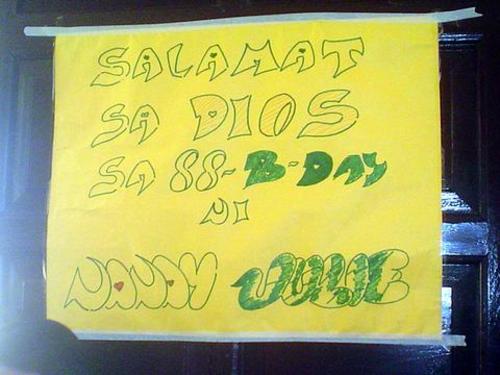 SALAMAT
SA DIOS
SA 88-B-DAY
NI
NANAY JULIE